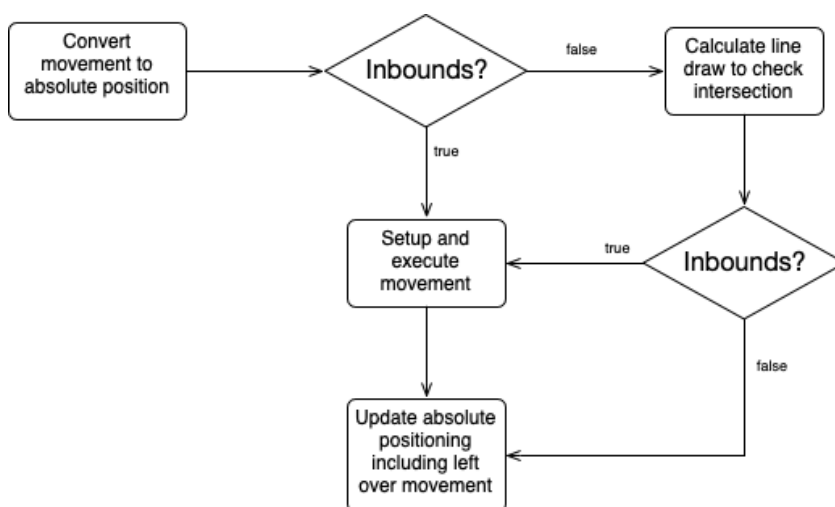 Convert
movement to
absolute position
Inbounds?
false
Calculate line
draw to check
intersection
true
Setup and
execute
movement
true
Inbounds?
false
Update absolute
positioning
including left
over movement